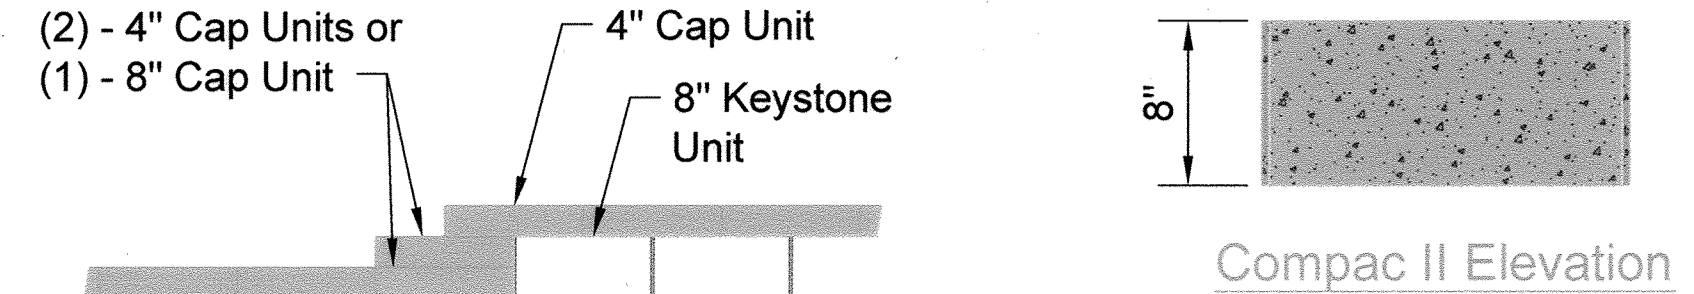 (2) - 4" Cap Units or
(1) - 8" Cap Unit
4" Cap Unit
8" Keystone
Unit
8"
Compac II Elevation